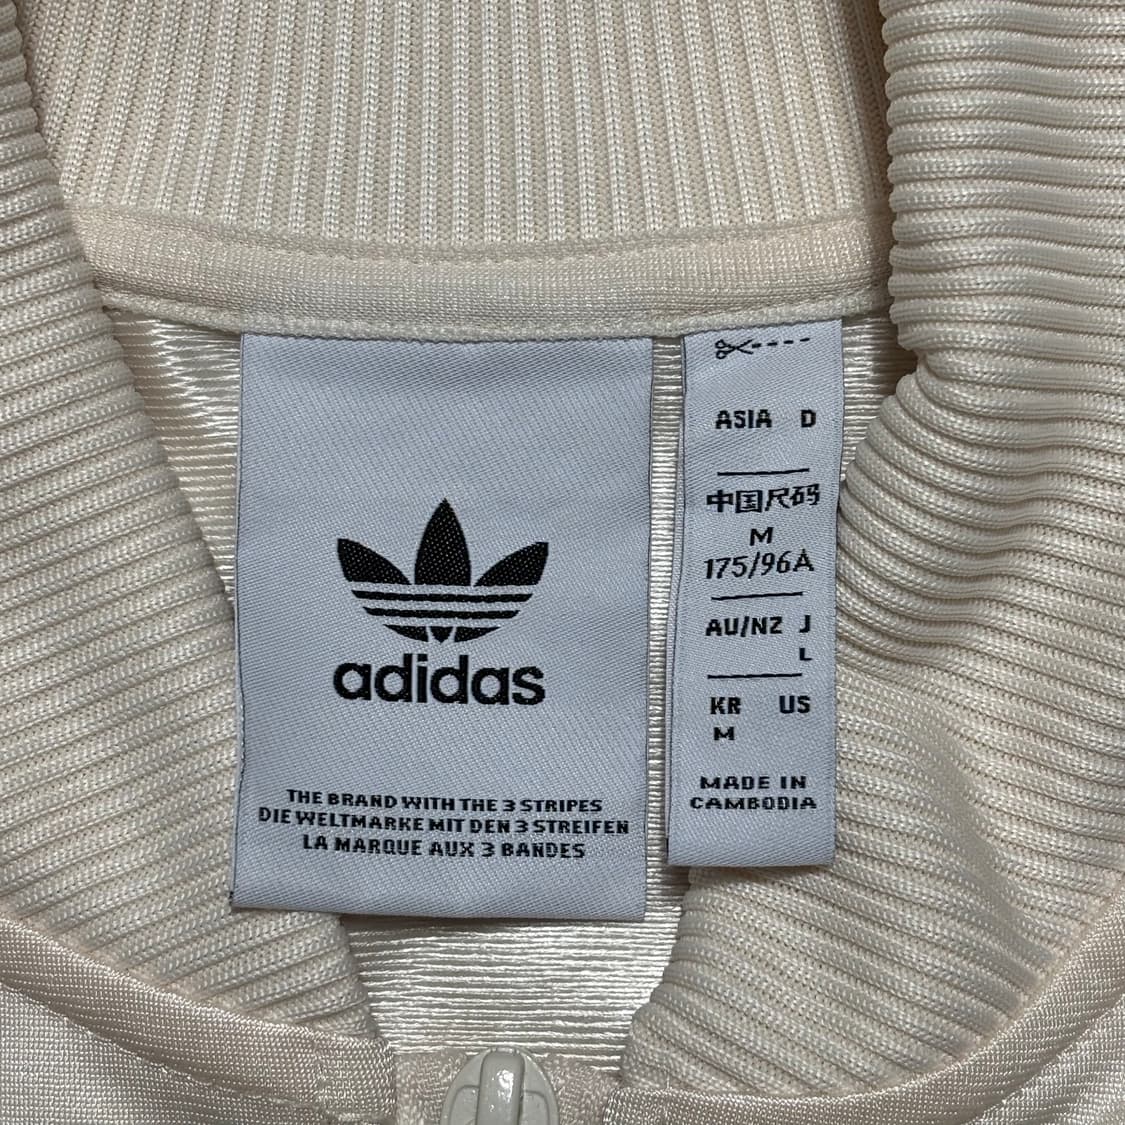 adidas
THE BRAND WITH THE 3 STRIPES
DIE WELTMARKE MIT DEN 3 STREIFEN
LA MARQUE AUX 3 BANDES
ASIA D
中国尺码
M
175/96A
AU/NZ J
L
KR US
M
MADE IN
CAMBODIA